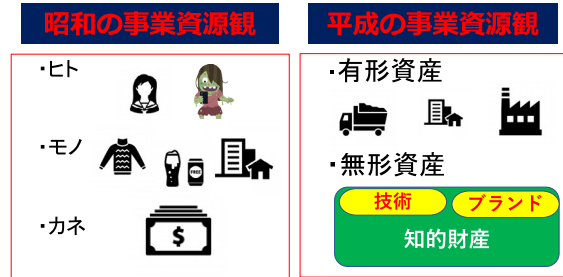 昭和の事業資源観
・ヒト
・モノ
FREE
・カネ
$
平成の事業資源観
・有形資産
・無形資産
技術
ブランド
知的財産